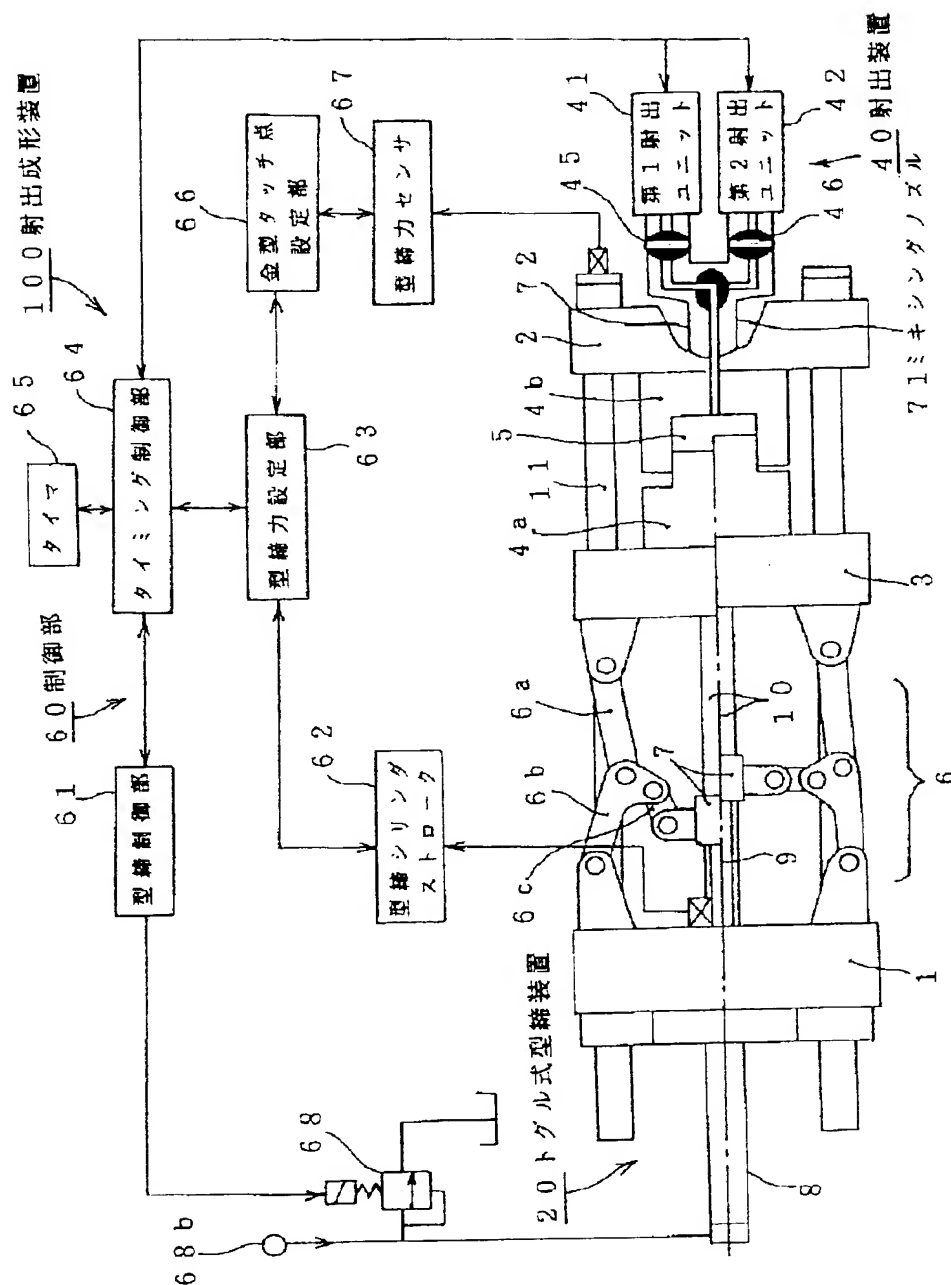 100射出成形装置
65
タイマ
64
タイミング制御部
60制御部
61
型締制御部
66
金型タッチ点
設定部
67
型締力センサ
63
型締力設定部
62
型締シリンダ
ストローク
68
68b
20トグル式型締装置
8
1
9
10
7
6
6a
6b
6c
3
4a
4b
5
11
2
72
45
46
41
第1射出
ユニット
第2射出
ユニット
42
40射出装置
71ミキシングノズル